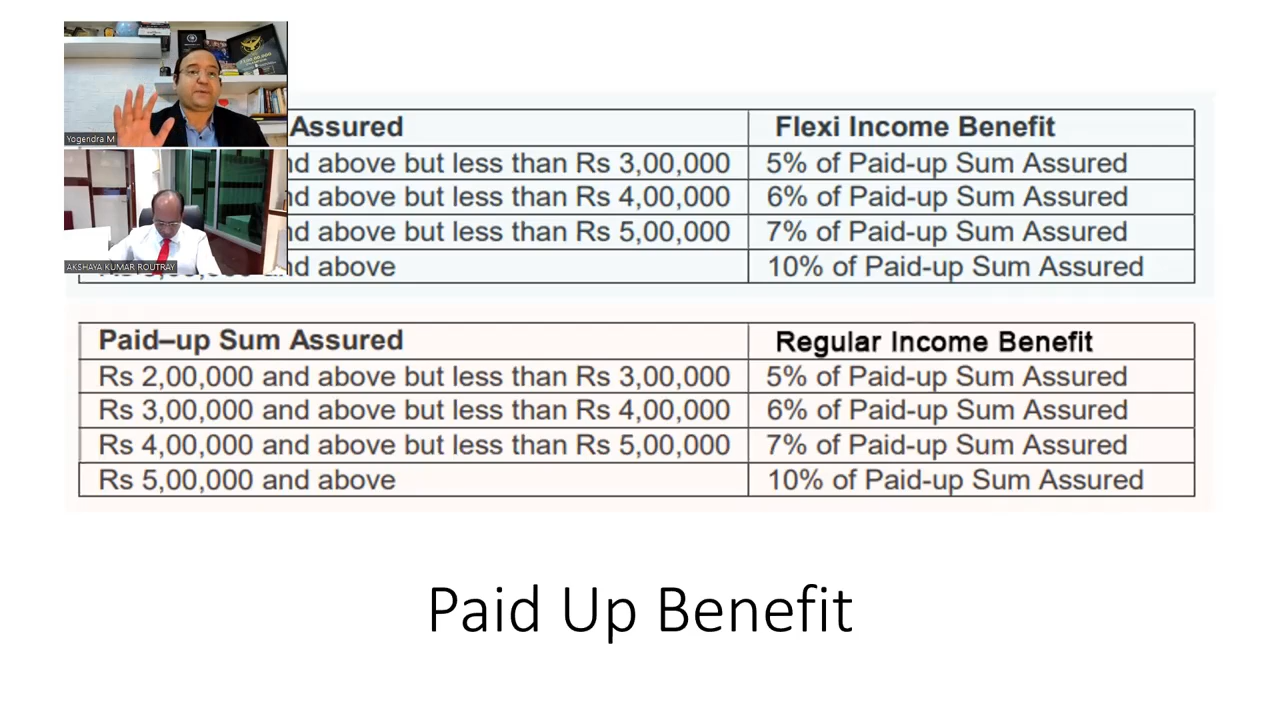 Yogendra M
AKSHAYA KUMAR ROUTRAY
Assured Flexi Income Benefit
and above but less than Rs 3,00,000 5% of Paid-up Sum Assured
and above but less than Rs 4,00,000 6% of Paid-up Sum Assured
and above but less than Rs 5,00,000 7% of Paid-up Sum Assured
and above 10% of Paid-up Sum Assured
Paid–up Sum Assured Regular Income Benefit
Rs 2,00,000 and above but less than Rs 3,00,000 5% of Paid-up Sum Assured
Rs 3,00,000 and above but less than Rs 4,00,000 6% of Paid-up Sum Assured
Rs 4,00,000 and above but less than Rs 5,00,000 7% of Paid-up Sum Assured
Rs 5,00,000 and above 10% of Paid-up Sum Assured
Paid Up Benefit